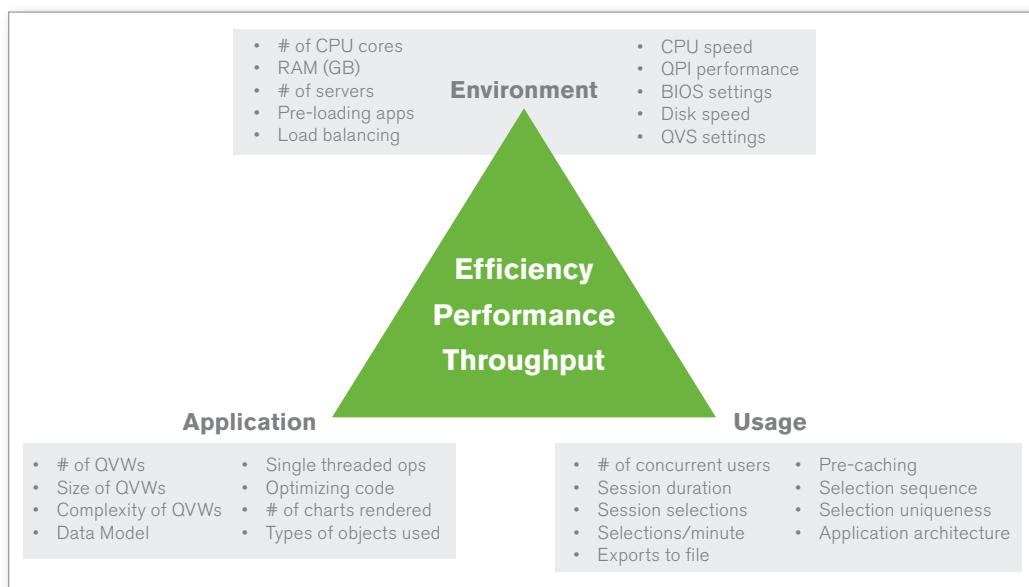 • # of CPU cores
• RAM (GB)
• # of servers
• Pre-loading apps
• Load balancing
Environment
• CPU speed
• QPI performance
• BIOS settings
• Disk speed
• QVS settings
Efficiency
Performance
Throughput
Application
• # of QVWs
• Size of QVWs
• Complexity of QVWs
• Data Model
• Single threaded ops
• Optimizing code
• # of charts rendered
• Types of objects used
Usage
• # of concurrent users
• Session duration
• Session selections
• Selections/minute
• Exports to file
• Pre-caching
• Selection sequence
• Selection uniqueness
• Application architecture